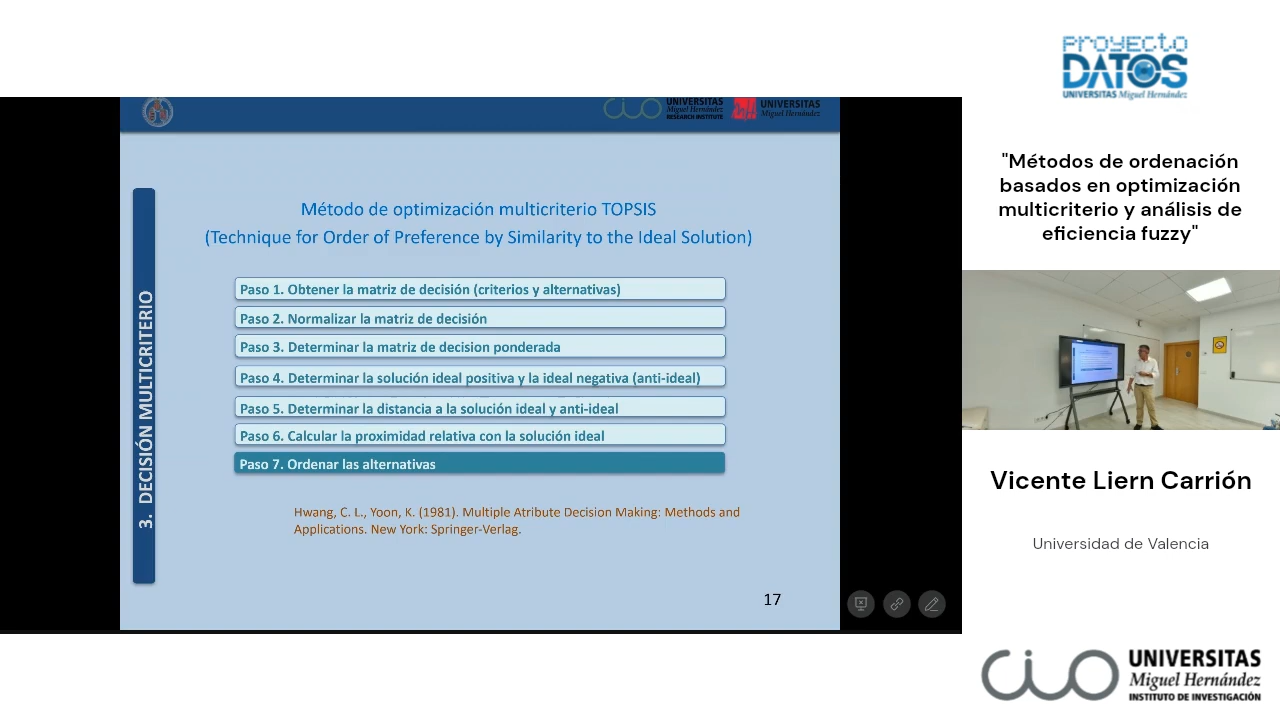 UNIVERSITAS
Miguel Hernández
RESEARCH INSTITUTE
UNIVERSITAS
Miguel Hernández
3. DECISIÓN MULTICRITERIO
Método de optimización multicriterio TOPSIS
(Technique for Order of Preference by Similarity to the Ideal Solution)
Paso 1. Obtener la matriz de decisión (criterios y alternativas)
Paso 2. Normalizar la matriz de decisión
Paso 3. Determinar la matriz de decision ponderada
Paso 4. Determinar la solución ideal positiva y la ideal negativa (anti-ideal)
Paso 5. Determinar la distancia a la solución ideal y anti-ideal
Paso 6. Calcular la proximidad relativa con la solución ideal
Paso 7. Ordenar las alternativas
Hwang, C. L., Yoon, K. (1981). Multiple Atribute Decision Making: Methods and
Applications. New York: Springer-Verlag.
17
PROYECTO
DATOS
UNIVERSITAS Miguel Hernández
"Métodos de ordenación
basados en optimización
multicriterio y análisis de
eficiencia fuzzy"
Vicente Liern Carrión
Universidad de Valencia
CIO
UNIVERSITAS
Miguel Hernández
INSTITUTO DE INVESTIGACIÓN